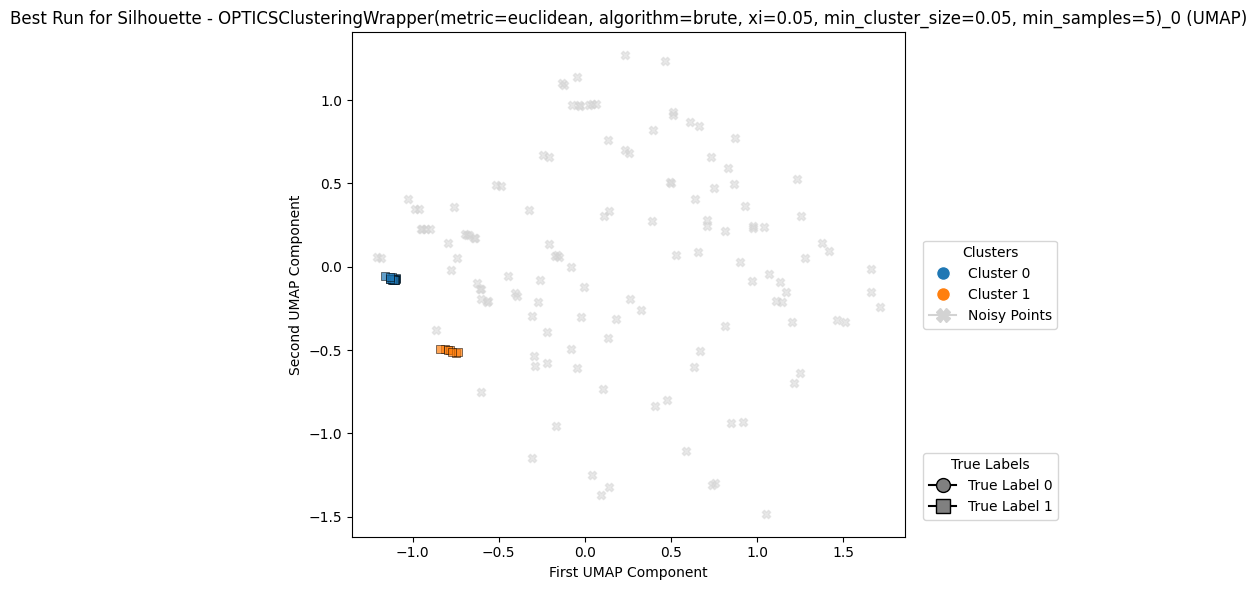 Best Run for Silhouette - OPTICSClusteringWrapper(metric=euclidean, algorithm=brute, xi=0.05, min_cluster_size=0.05, min_samples=5)_0 (UMAP)
Second UMAP Component
1.0
0.5
0.0
−0.5
−1.0
−1.5
−1.0
−0.5
0.0
0.5
1.0
1.5
First UMAP Component
Clusters
Cluster 0
Cluster 1
Noisy Points
True Labels
True Label 0
True Label 1